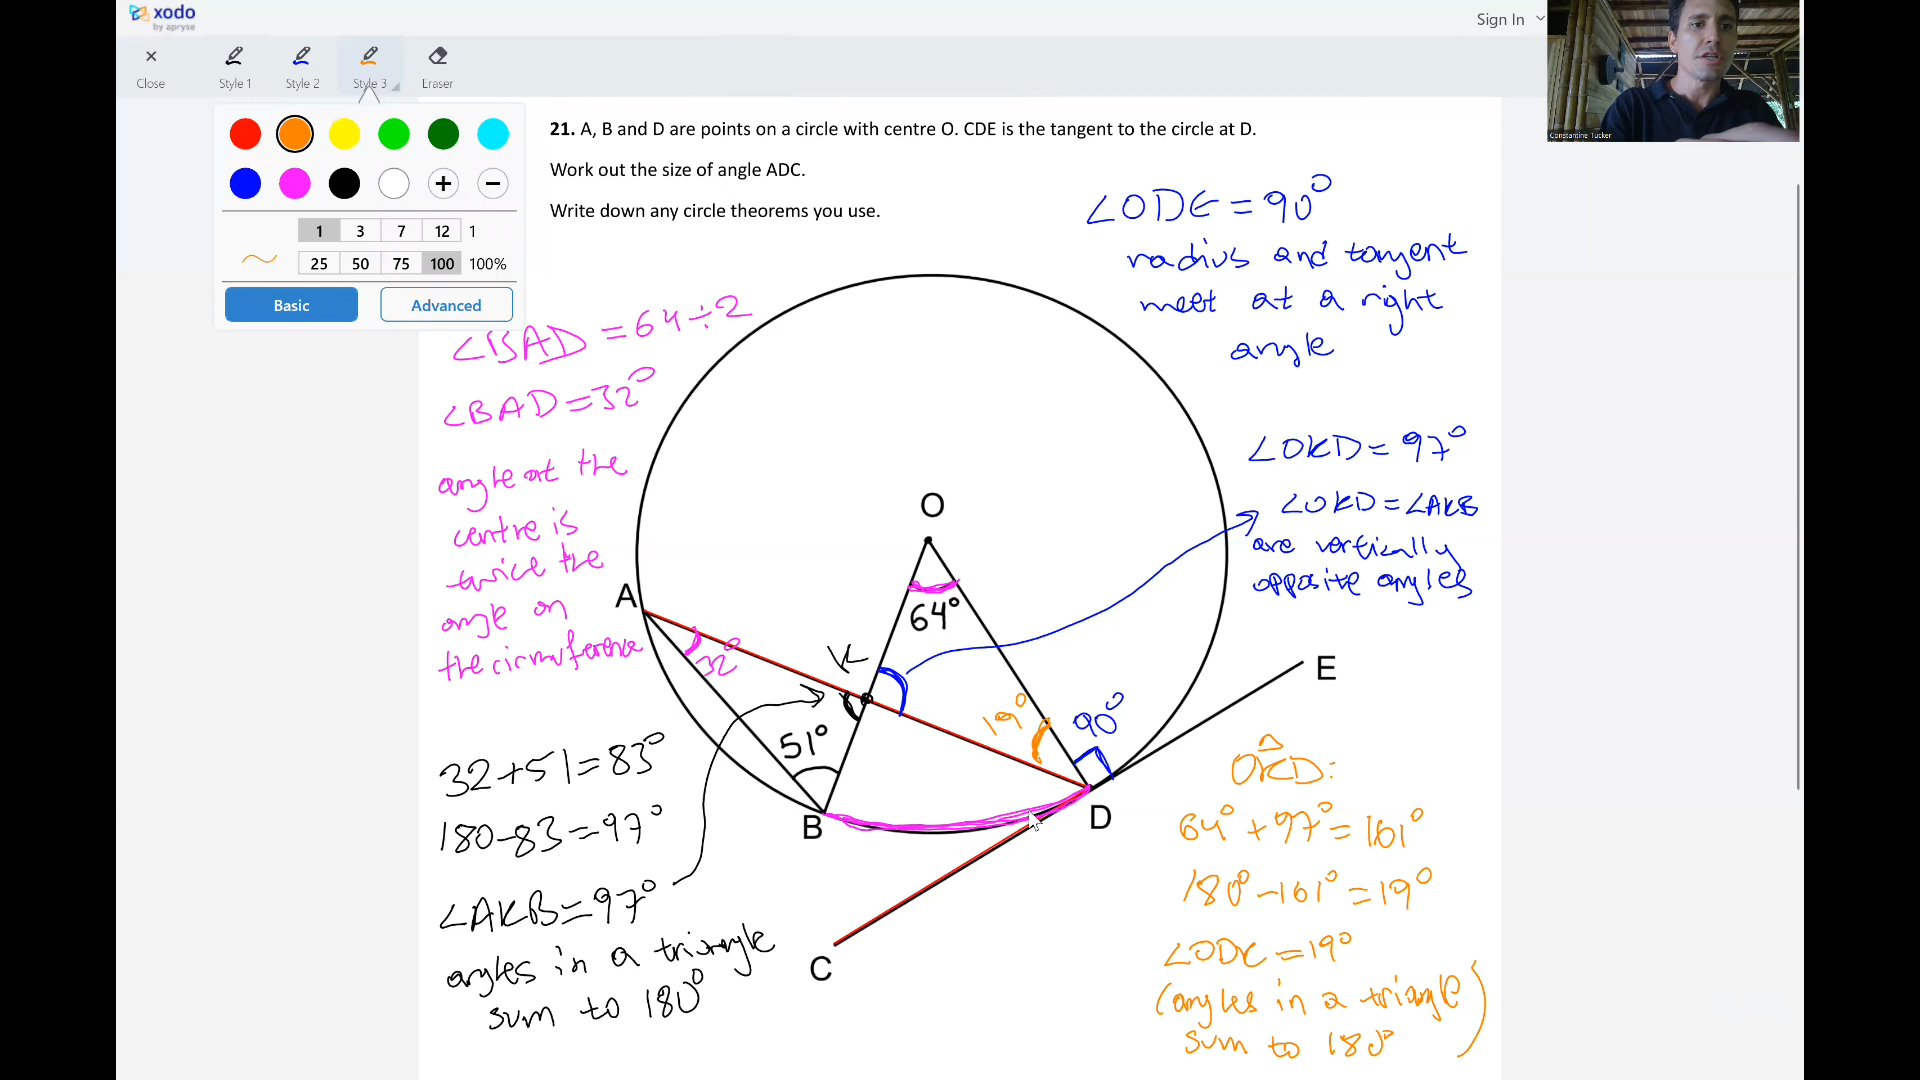 xodo
by apryse
Sign In
Close
Style 1
Style 2
Style 3
Eraser
1 3 7 12 1
25 50 75 100 100%
Basic
Advanced
Constantine Tucker
21. A, B and D are points on a circle with centre O. CDE is the tangent to the circle at D.
Work out the size of angle ADC.
Write down any circle theorems you use.
∠ODE = 90°
radius and tangent
meet at a right
angle
∠BAD = 64÷2
∠BAD = 32°
angle at the
centre is
twice the
angle on
the circumference
∠OKD = 97°
∠OKD = ∠AKB
are vertically
opposite angles
O
64°
A
32°
K
E
19°
90°
51°
B
D
C
32+51=83°
180-83=97°
∠AKB=97°
angles in a triangle
sum to 180°
OK̂D:
64° + 97° = 161°
180° - 161° = 19°
∠ODK = 19°
(angles in a triangle
sum to 180°)